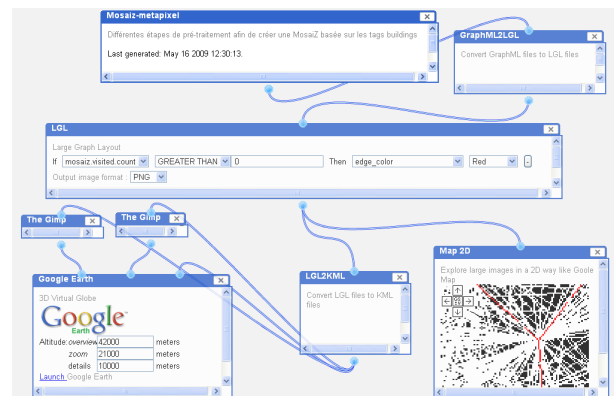 Mosaiz-metapixel
Différentes étapes de pré-traitement afin de créer une MosaiZ basée sur les tags buildings
Last generated: May 16 2009 12:30:13.
GraphML2LGL
Convert GraphML files to LGL files
LGL
Large Graph Layout
If mosaiz.visited.count GREATER THAN 0 Then edge_color Red -
Output image format : PNG
The Gimp
The Gimp
Google Earth
3D Virtual Globe
Google
Earth
Altitude: overview 42000 meters
zoom 21000 meters
details 10000 meters
Launch Google Earth
LGL2KML
Convert LGL files to KML
files
Map 2D
Explore large images in a 2D way like Goole
Map